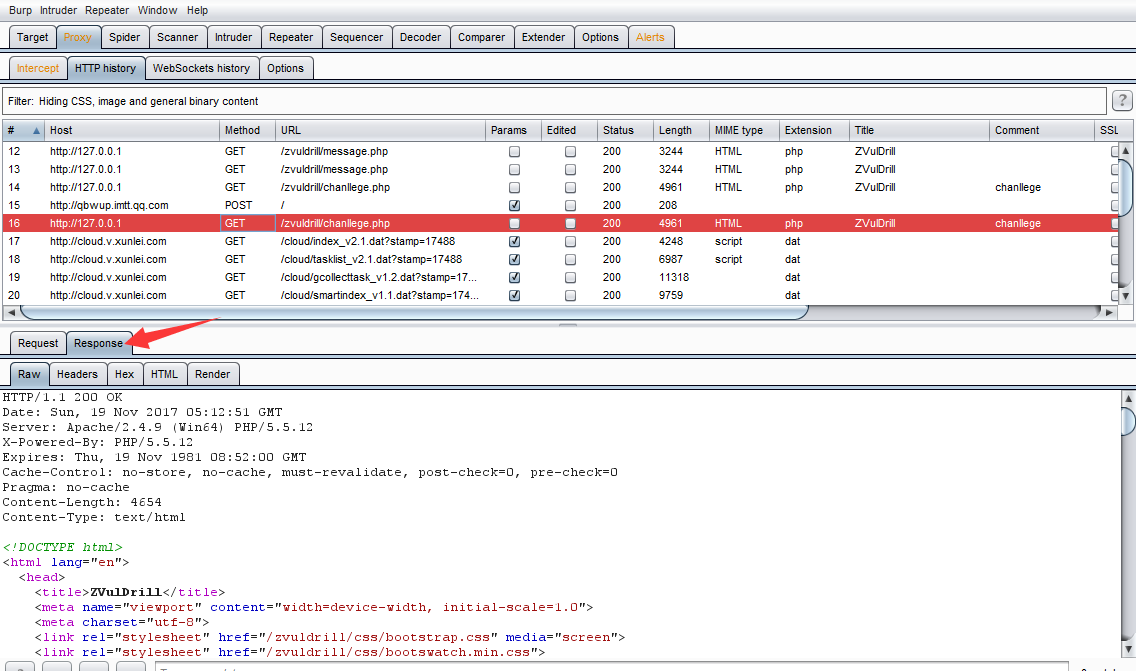 Burp Intruder Repeater Window Help
Target Proxy Spider Scanner Intruder Repeater Sequencer Decoder Comparer Extender Options Alerts
Intercept HTTP history WebSockets history Options
Filter: Hiding CSS, image and general binary content ?
# Host Method URL Params Edited Status Length MIME type Extension Title Comment SSL
12 http://127.0.0.1 GET /zvuldrill/message.php 200 3244 HTML php ZVulDrill
13 http://127.0.0.1 GET /zvuldrill/message.php 200 3244 HTML php ZVulDrill
14 http://127.0.0.1 GET /zvuldrill/chanllege.php 200 4961 HTML php ZVulDrill chanllege
15 http://qbwup.imtt.qq.com POST / 200 208
16 http://127.0.0.1 GET /zvuldrill/chanllege.php 200 4961 HTML php ZVulDrill chanllege
17 http://cloud.v.xunlei.com GET /cloud/index_v2.1.dat?stamp=17488 200 4248 script dat
18 http://cloud.v.xunlei.com GET /cloud/tasklist_v2.1.dat?stamp=17488 200 6987 script dat
19 http://cloud.v.xunlei.com GET /cloud/gcollecttask_v1.2.dat?stamp=17... 200 11318 dat
20 http://cloud.v.xunlei.com GET /cloud/smartindex_v1.1.dat?stamp=174... 200 9759 dat
Request Response
Raw Headers Hex HTML Render
HTTP/1.1 200 OK
Date: Sun, 19 Nov 2017 05:12:51 GMT
Server: Apache/2.4.9 (Win64) PHP/5.5.12
X-Powered-By: PHP/5.5.12
Expires: Thu, 19 Nov 1981 08:52:00 GMT
Cache-Control: no-store, no-cache, must-revalidate, post-check=0, pre-check=0
Pragma: no-cache
Content-Length: 4654
Content-Type: text/html
<!DOCTYPE html>
<html lang="en">
<head>
<title>ZVulDrill</title>
<meta name="viewport" content="width=device-width, initial-scale=1.0">
<meta charset="utf-8">
<link rel="stylesheet" href="/zvuldrill/css/bootstrap.css" media="screen">
<link rel="stylesheet" href="/zvuldrill/css/bootswatch.min.css">